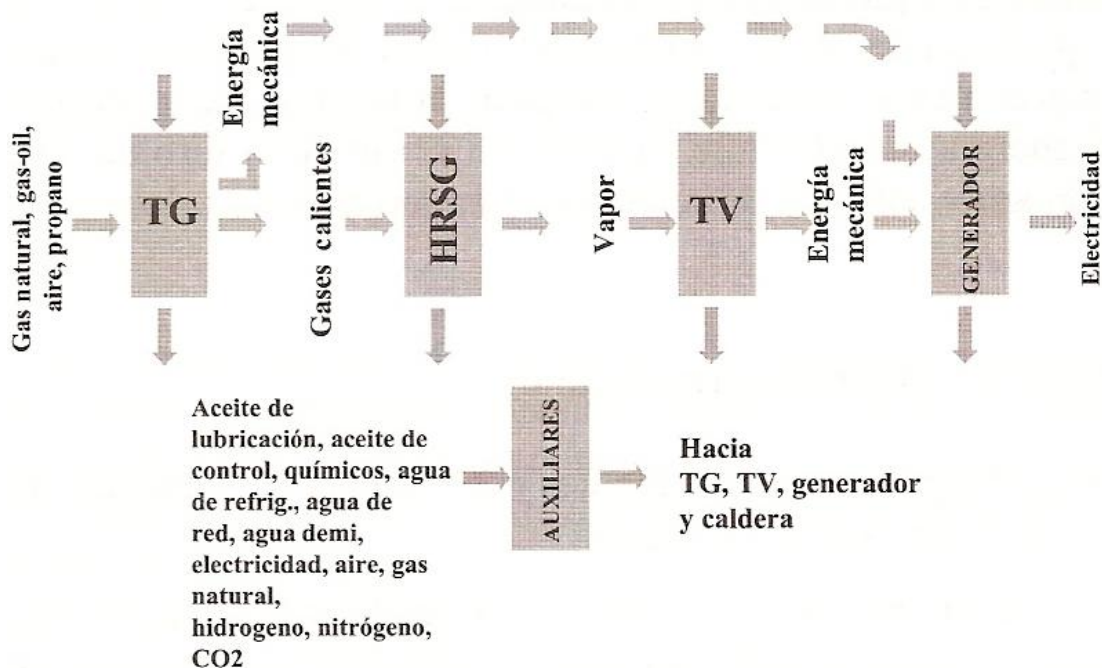 Energía
mecánica
Gas natural, gas-oil,
aire, propano
TG
Gases calientes
HRSG
Vapor
TV
Energía
mecánica
GENERADOR
Electricidad
Aceite de
lubricación, aceite de
control, químicos, agua
de refrig., agua de
red, agua demi,
electricidad, aire, gas
natural,
hidrogeno, nitrógeno,
CO2
AUXILIARES
Hacia
TG, TV, generador
y caldera